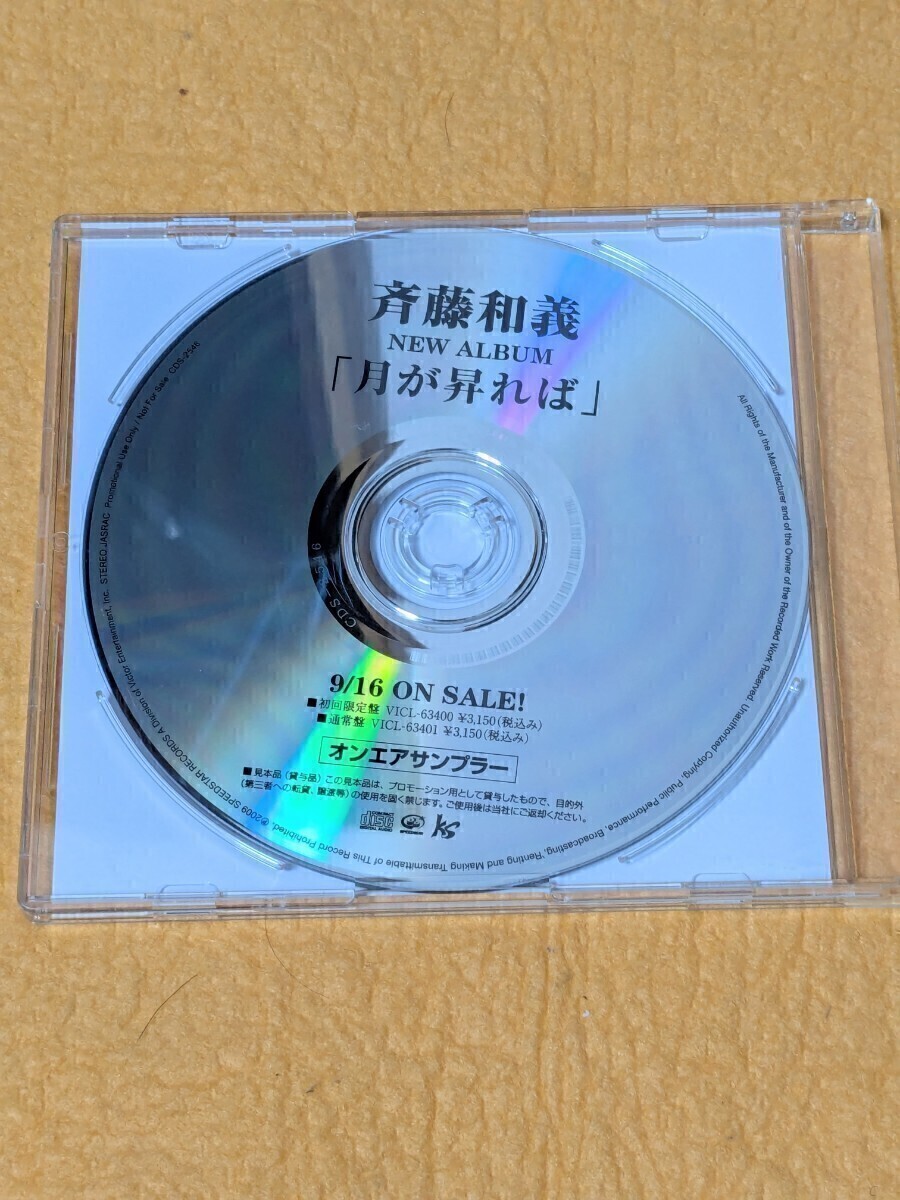 斉藤和義
NEW ALBUM
「月が昇れば」
9/16 ON SALE!
■初回限定盤 VICL-63400 ¥3,150(税込み)
■通常盤 VICL-63401 ¥3,150(税込み)
オンエアサンプラー
■見本品(貸与品)この見本品は、プロモーション用として貸与したもので、目的外
(第三者への転貸、譲渡等)の使用を固く禁じます。ご使用後は当社にご返却ください。
All Rights of the Manufacturer and of the Owner of the Recorded Work Reserved. Unauthorized Copying, Public Performance, Broadcasting, Renting and Making Transmittable of This Record Prohibited. ℗2009 SPEEDSTAR RECORDS A Division of Victor Entertainment, Inc. STEREO JASRAC Promotional Use Only / Not For Sale CDS-2546